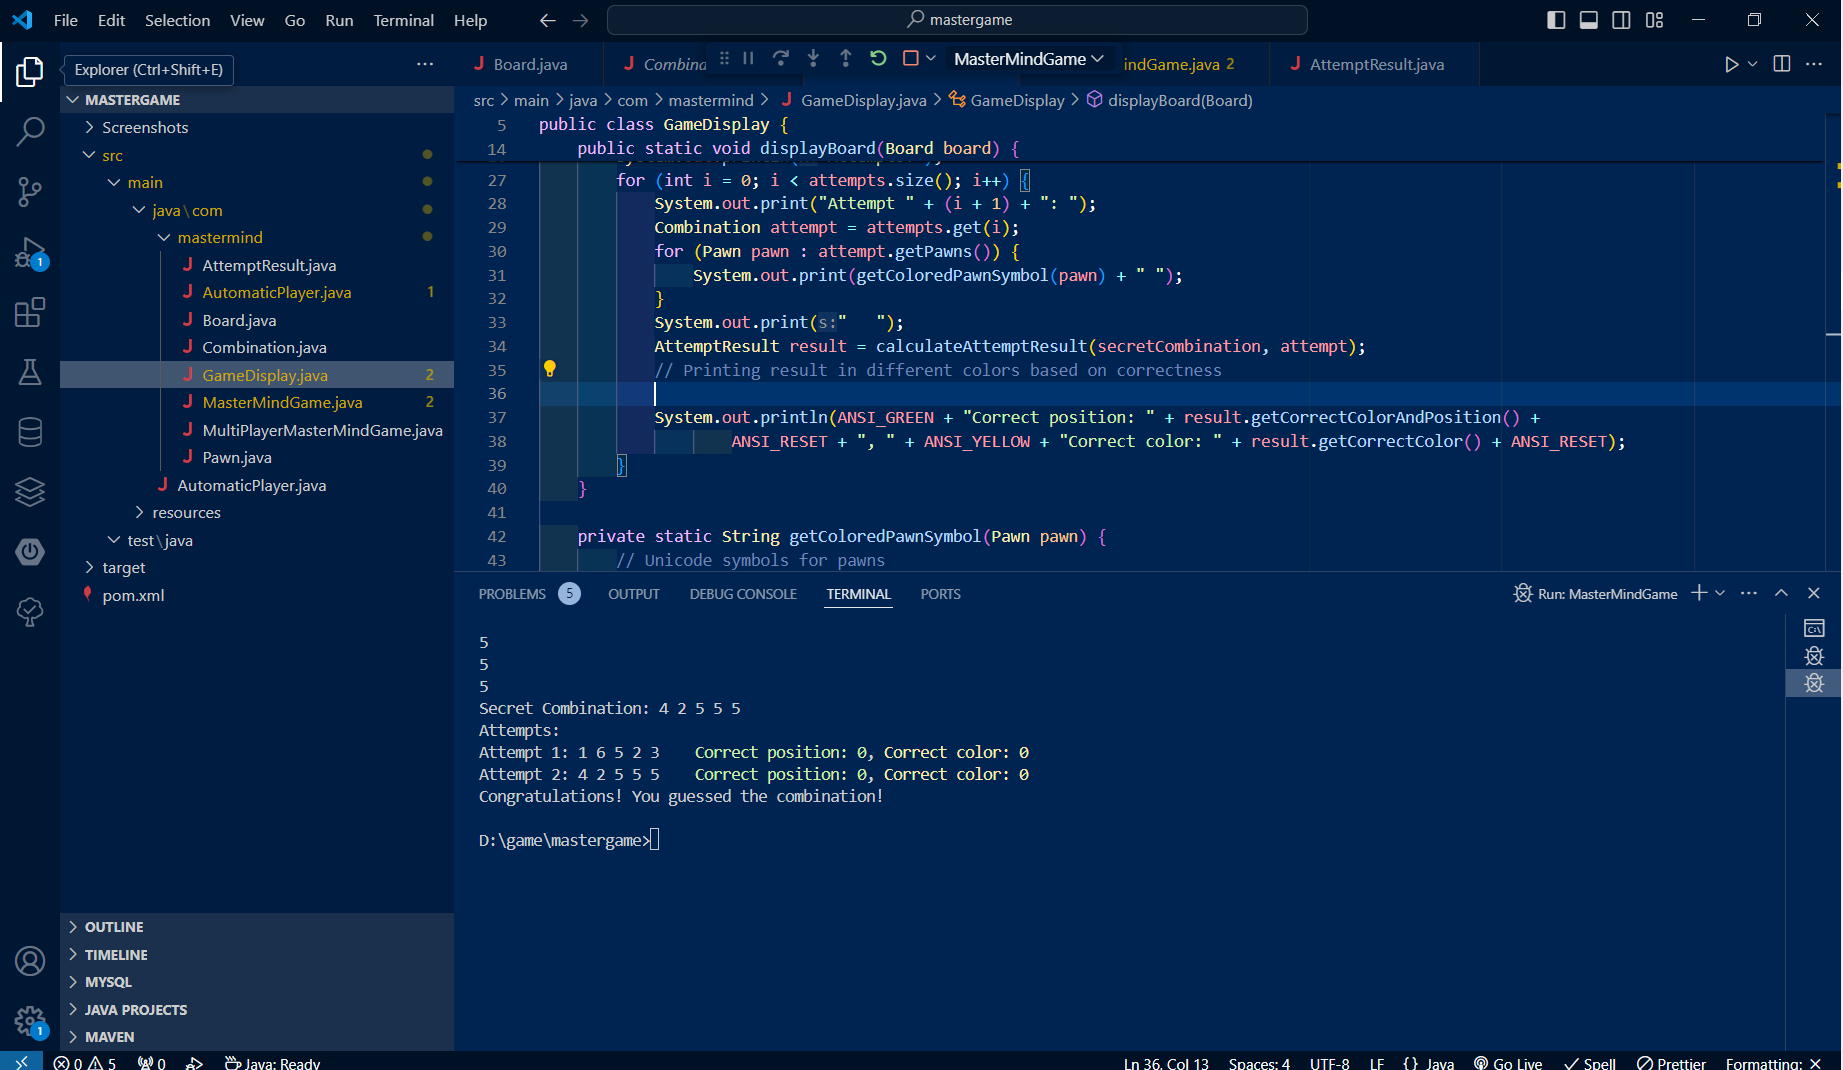 File Edit Selection View Go Run Terminal Help
mastergame
Explorer (Ctrl+Shift+E)
Board.java
Combina
MasterMindGame
indGame.java 2
AttemptResult.java
MASTERGAME
Screenshots
src
main
java\com
mastermind
AttemptResult.java
AutomaticPlayer.java 1
Board.java
Combination.java
GameDisplay.java 2
MasterMindGame.java 2
MultiPlayerMasterMindGame.java
Pawn.java
AutomaticPlayer.java
resources
test\java
target
pom.xml
OUTLINE
TIMELINE
MYSQL
JAVA PROJECTS
MAVEN
1
1
src > main > java > com > mastermind > GameDisplay.java > GameDisplay > displayBoard(Board)
5 public class GameDisplay {
14 public static void displayBoard(Board board) {
27 for (int i = 0; i < attempts.size(); i++) {
28 System.out.print("Attempt " + (i + 1) + ": ");
29 Combination attempt = attempts.get(i);
30 for (Pawn pawn : attempt.getPawns()) {
31 System.out.print(getColoredPawnSymbol(pawn) + " ");
32 }
33 System.out.print(s:"   ");
34 AttemptResult result = calculateAttemptResult(secretCombination, attempt);
35 // Printing result in different colors based on correctness
36
37 System.out.println(ANSI_GREEN + "Correct position: " + result.getCorrectColorAndPosition() +
38 ANSI_RESET + ", " + ANSI_YELLOW + "Correct color: " + result.getCorrectColor() + ANSI_RESET);
39 }
40 }
41
42 private static String getColoredPawnSymbol(Pawn pawn) {
43 // Unicode symbols for pawns
PROBLEMS 5 OUTPUT DEBUG CONSOLE TERMINAL PORTS
Run: MasterMindGame
5
5
5
Secret Combination: 4 2 5 5 5
Attempts:
Attempt 1: 1 6 5 2 3    Correct position: 0, Correct color: 0
Attempt 2: 4 2 5 5 5    Correct position: 0, Correct color: 0
Congratulations! You guessed the combination!
D:\game\mastergame>
0 5 0 Java: Ready
Ln 36, Col 13 Spaces: 4 UTF-8 LF {} Java Go Live Spell Prettier Formatting: ×